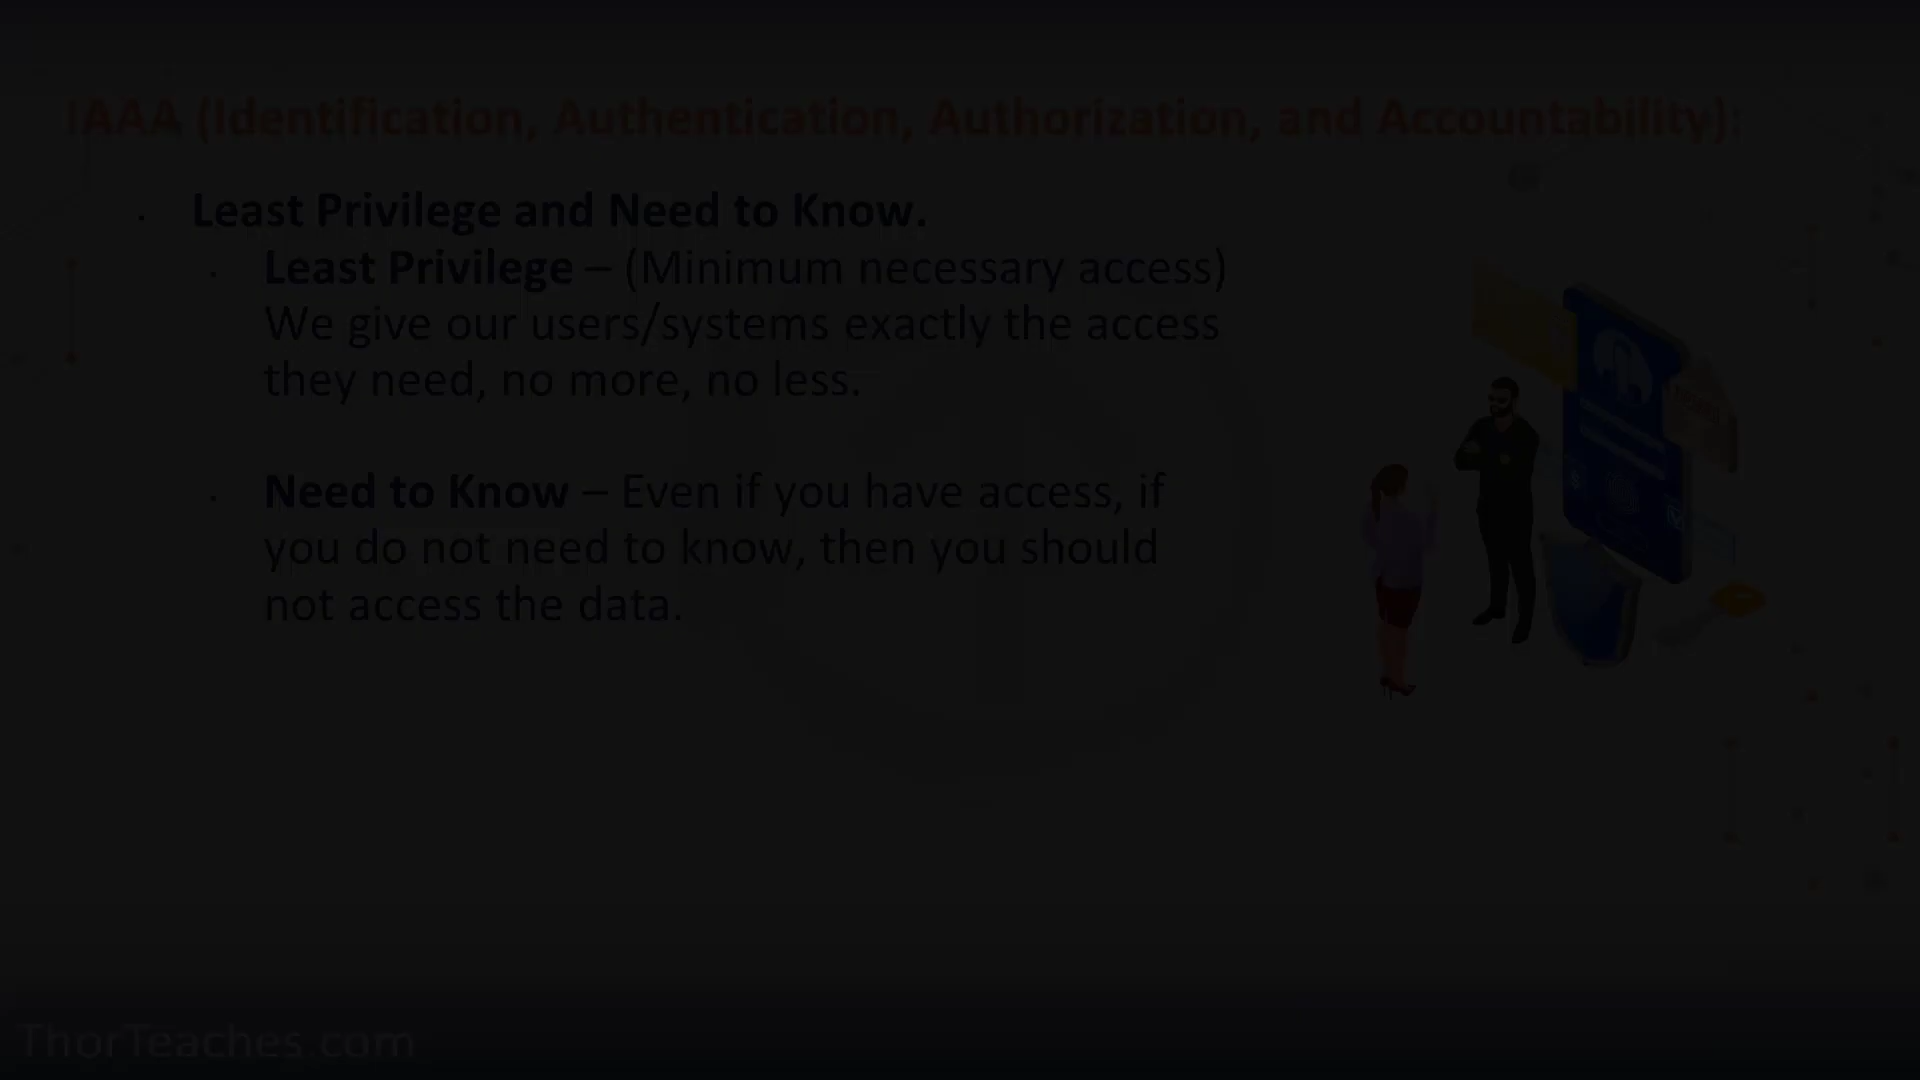 IAAA (Identification, Authentication, Authorization, and Accountability):
Least Privilege and Need to Know.
Least Privilege – (Minimum necessary access)
We give our users/systems exactly the access
they need, no more, no less.
Need to Know – Even if you have access, if
you do not need to know, then you should
not access the data.
ThorTeaches.com